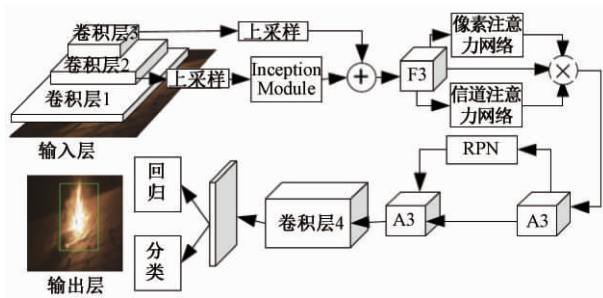 卷积层3
上采样
卷积层2
上采样
Inception
Module
F3
像素注意
力网络
信道注意
力网络
卷积层1
输入层
回
归
分
类
卷积层4
A3
RPN
A3
输出层